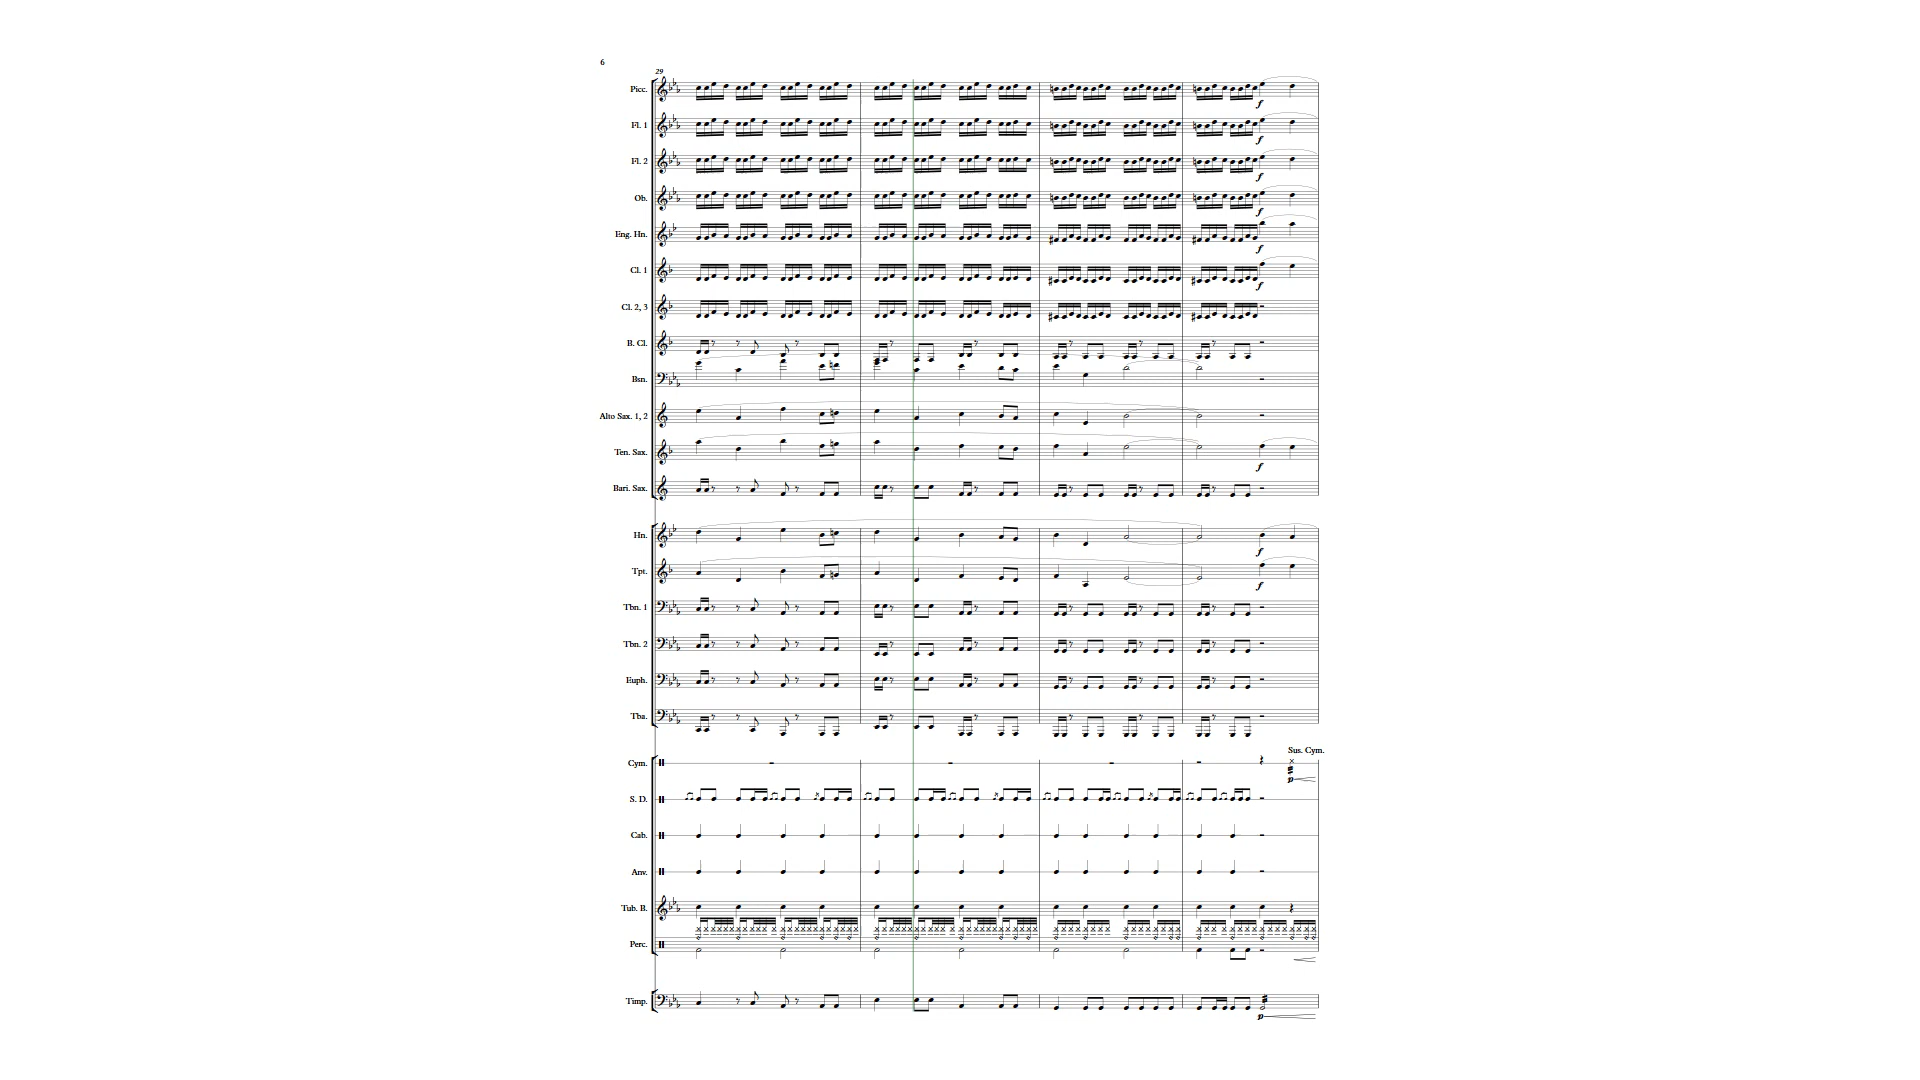 6
29
Picc.
f
Fl. 1
f
Fl. 2
f
Ob.
f
Eng. Hn.
f
Cl. 1
f
Cl. 2, 3
B. Cl.
Bsn.
Alto Sax. 1, 2
Ten. Sax.
f
Bari. Sax.
Hn.
f
Tpt.
f
Tbn. 1
Tbn. 2
Euph.
Tba.
Sus. Cym.
Cym.
p
S. D.
Cab.
Anv.
Tub. B.
Perc.
Timp.
p